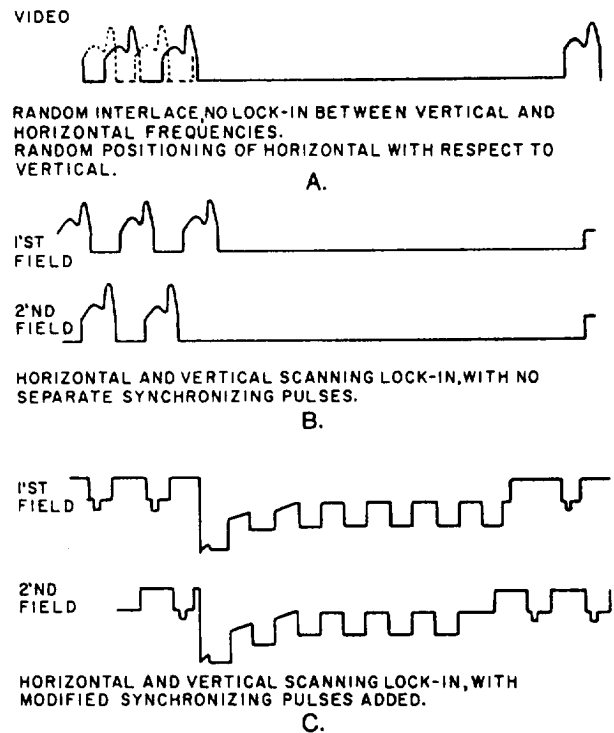 VIDEO
RANDOM INTERLACE, NO LOCK-IN BETWEEN VERTICAL AND
HORIZONTAL FREQUENCIES.
RANDOM POSITIONING OF HORIZONTAL WITH RESPECT TO
VERTICAL.
A.
1'ST
FIELD
2'ND
FIELD
HORIZONTAL AND VERTICAL SCANNING LOCK-IN, WITH NO
SEPARATE SYNCHRONIZING PULSES.
B.
1'ST
FIELD
2'ND
FIELD
HORIZONTAL AND VERTICAL SCANNING LOCK-IN, WITH
MODIFIED SYNCHRONIZING PULSES ADDED.
C.